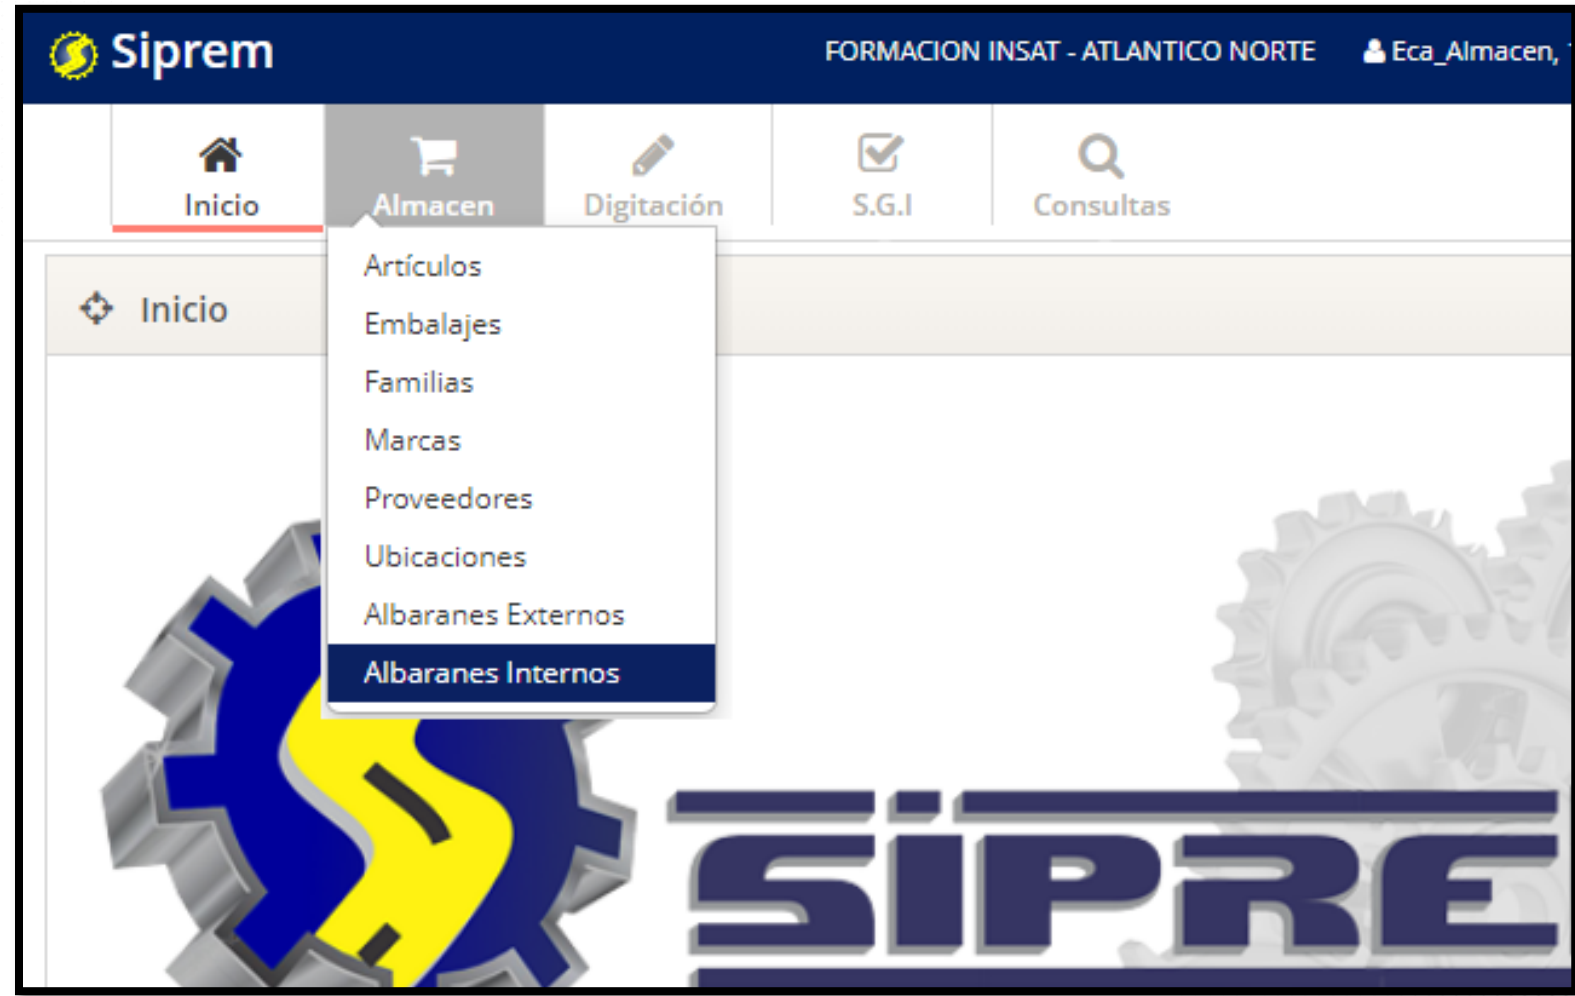 Siprem
FORMACION INSAT - ATLANTICO NORTE
Eca_Almacen,
Inicio
Almacen
Digitación
S.G.I
Consultas
Inicio
Artículos
Embalajes
Familias
Marcas
Proveedores
Ubicaciones
Albaranes Externos
Albaranes Internos
SiPRE